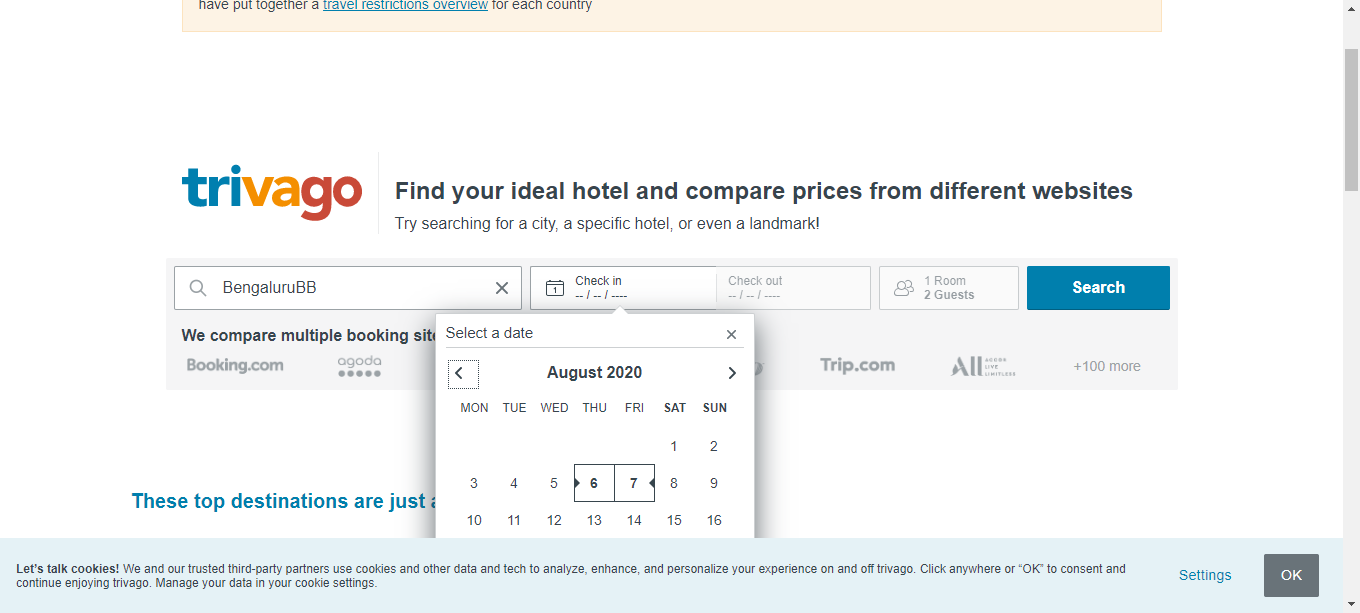 have put together a travel restrictions overview for each country
trivago
Find your ideal hotel and compare prices from different websites
Try searching for a city, a specific hotel, or even a landmark!
BengaluruBB
1
Check in
-- / -- / ----
Check out
-- / -- / ----
1 Room
2 Guests
Search
We compare multiple booking site
Booking.com
agoda
Trip.com
ALL ACCOR LIVE LIMITLESS
+100 more
Select a date
August 2020
MON TUE WED THU FRI SAT SUN
1 2
3 4 5 6 7 8 9
10 11 12 13 14 15 16
These top destinations are just a
Let's talk cookies! We and our trusted third-party partners use cookies and other data and tech to analyze, enhance, and personalize your experience on and off trivago. Click anywhere or “OK” to consent and
continue enjoying trivago. Manage your data in your cookie settings.
Settings
OK